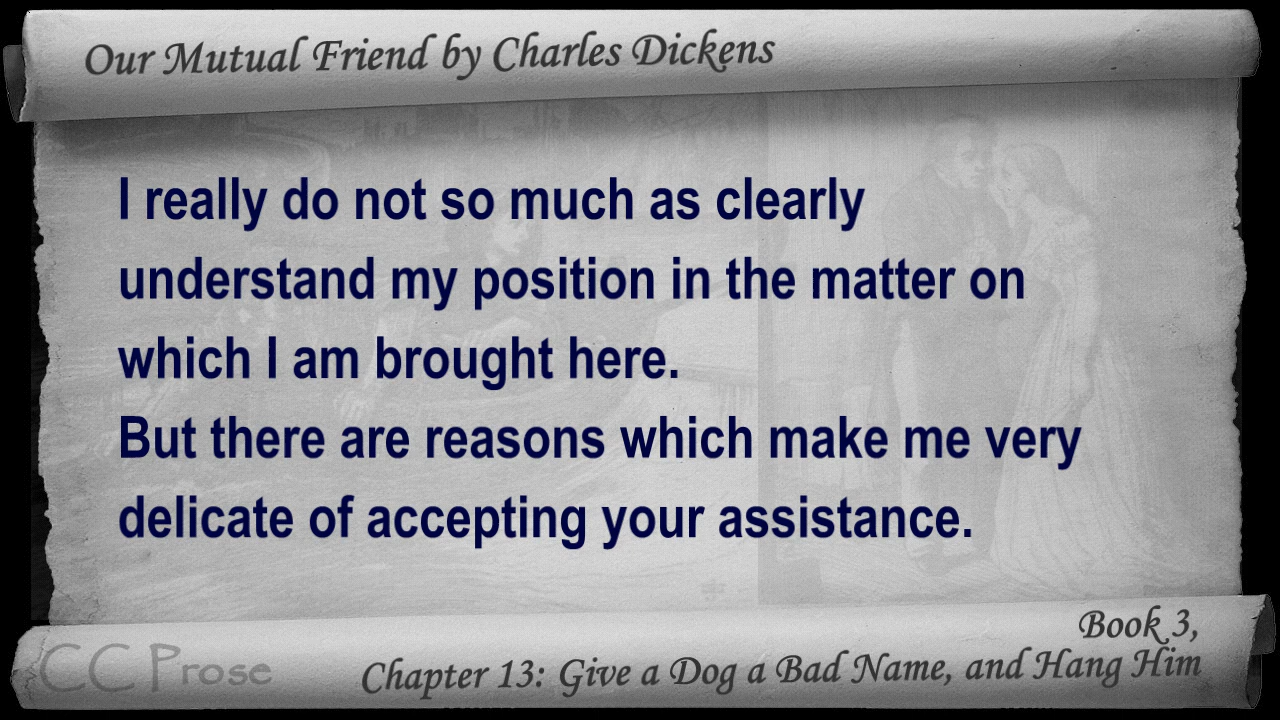 Our Mutual Friend by Charles Dickens
I really do not so much as clearly
understand my position in the matter on
which I am brought here.
But there are reasons which make me very
delicate of accepting your assistance.
Book 3,
Chapter 13: Give a Dog a Bad Name, and Hang Him
CC Prose